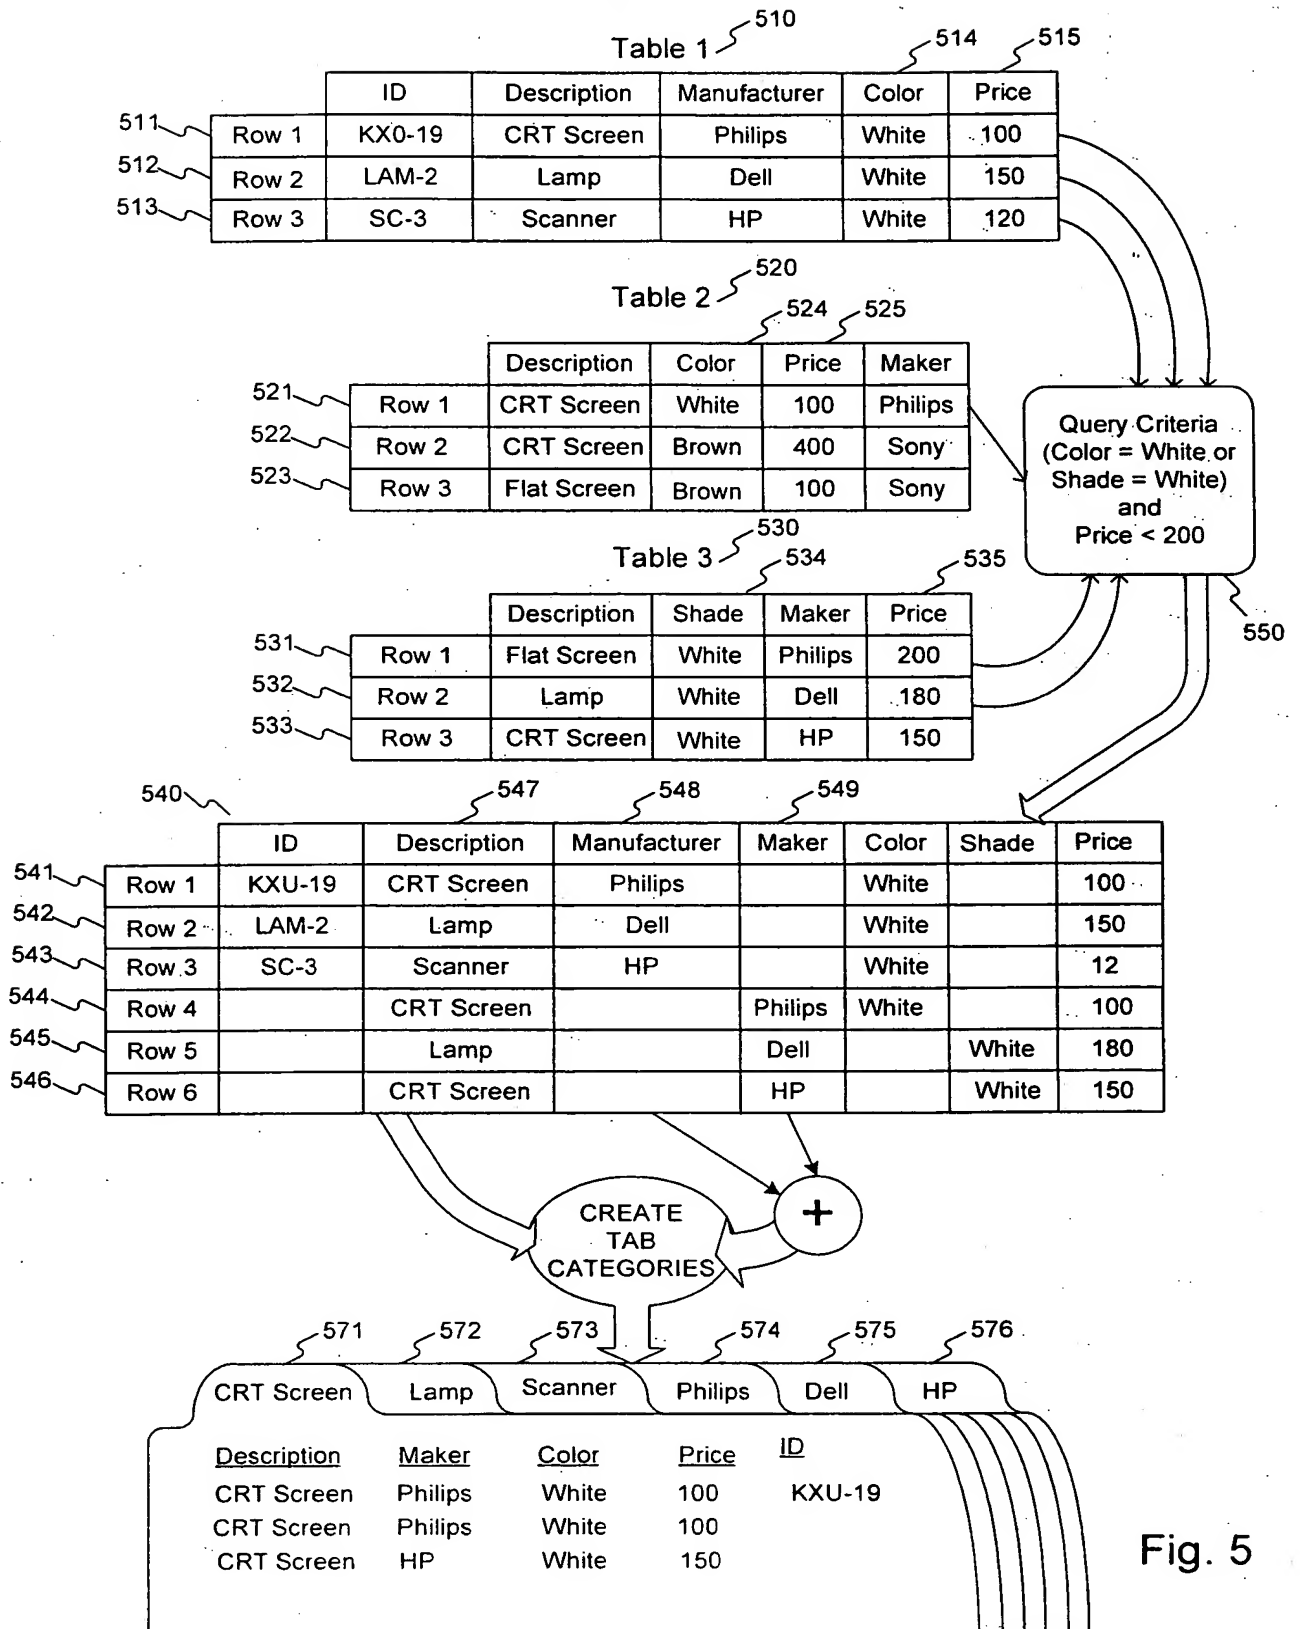 510
Table 1
514
515
ID Description Manufacturer Color Price
511 Row 1 KX0-19 CRT Screen Philips White 100
512 Row 2 LAM-2 Lamp Dell White 150
513 Row 3 SC-3 Scanner HP White 120
520
Table 2
524
525
Description Color Price Maker
521 Row 1 CRT Screen White 100 Philips
522 Row 2 CRT Screen Brown 400 Sony
523 Row 3 Flat Screen Brown 100 Sony
Query Criteria
(Color = White or
Shade = White)
and
Price < 200
550
530
Table 3
534
535
Description Shade Maker Price
531 Row 1 Flat Screen White Philips 200
532 Row 2 Lamp White Dell 180
533 Row 3 CRT Screen White HP 150
540
547
548
549
ID Description Manufacturer Maker Color Shade Price
541 Row 1 KXU-19 CRT Screen Philips White 100
542 Row 2 LAM-2 Lamp Dell White 150
543 Row 3 SC-3 Scanner HP White 12
544 Row 4 CRT Screen Philips White 100
545 Row 5 Lamp Dell White 180
546 Row 6 CRT Screen HP White 150
+
CREATE
TAB
CATEGORIES
571 572 573 574 575 576
CRT Screen Lamp Scanner Philips Dell HP
Description Maker Color Price ID
CRT Screen Philips White 100 KXU-19
CRT Screen Philips White 100
CRT Screen HP White 150
Fig. 5